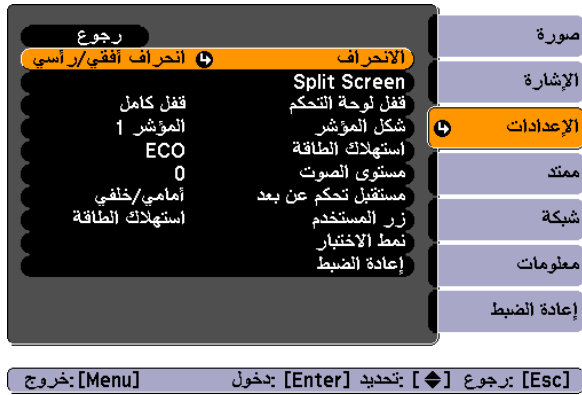 رجوع
الانحراف انحراف أفقي/رأسي
Split Screen
قفل لوحة التحكم قفل كامل
شكل المؤشر المؤشر 1
استهلاك الطاقة ECO
مستوى الصوت 0
مستقبل تحكم عن بعد أمامي/خلفي
زر المستخدم استهلاك الطاقة
نمط الاختبار
إعادة الضبط
صورة
الإشارة
الإعدادات
ممتد
شبكة
معلومات
إعادة الضبط
[Esc] :رجوع [ ] :تحديد [Enter] :دخول [Menu] :خروج